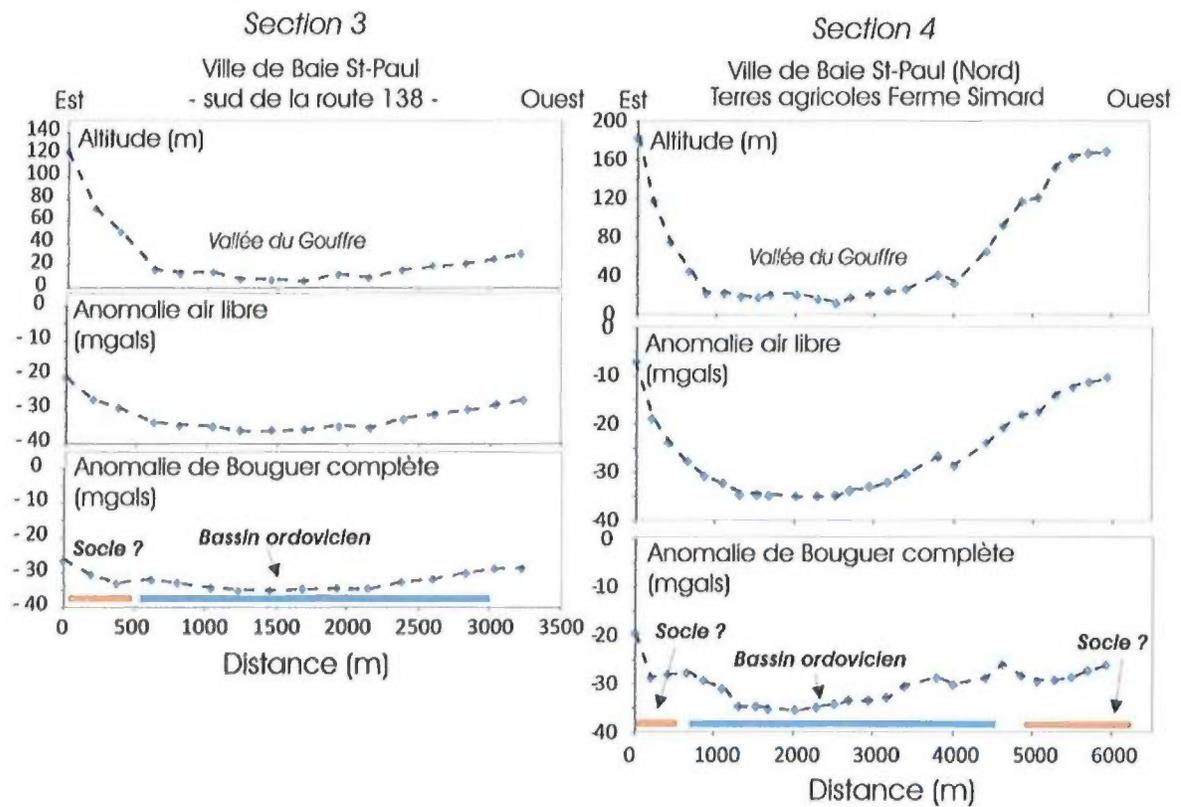 Section 3
Ville de Baie St-Paul
- sud de la route 138 -
Est
Ouest
140
120
100
80
60
40
20
0
Altitude (m)
Vallée du Gouffre
0
- 10
- 20
- 30
- 40
Anomalie air libre
(mgals)
0
- 10
- 20
- 30
- 40
Anomalie de Bouguer complète
(mgals)
Socle ?
Bassin ordovicien
0
500
1000
1500
2000
2500
3000
3500
Distance (m)
Section 4
Ville de Baie St-Paul (Nord)
Terres agricoles Ferme Simard
Est
Ouest
200
160
120
80
40
0
Altitude (m)
Vallée du Gouffre
0
-10
-20
-30
-40
Anomalie air libre
(mgals)
0
-10
-20
-30
-40
Anomalie de Bouguer complète
(mgals)
Socle ?
Bassin ordovicien
Socle ?
0
1000
2000
3000
4000
5000
6000
Distance (m)